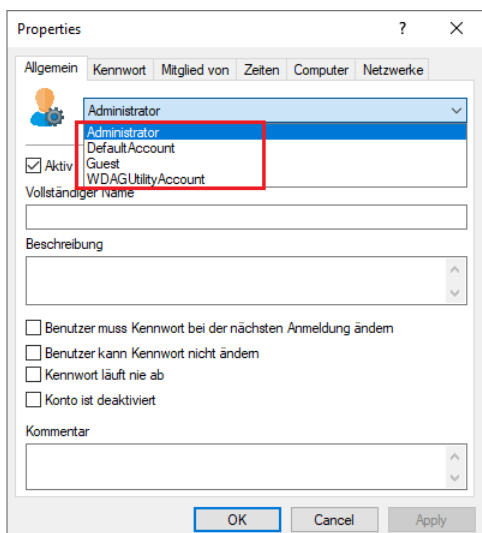 Properties
?
Allgemein Kennwort Mitglied von Zeiten Computer Netzwerke
Administrator
Administrator
DefaultAccount
Guest
WDAGUtilityAccount
Aktiv
Vollständiger Name
Beschreibung
Benutzer muss Kennwort bei der nächsten Anmeldung ändern
Benutzer kann Kennwort nicht ändern
Kennwort läuft nie ab
Konto ist deaktiviert
Kommentar
OK Cancel Apply